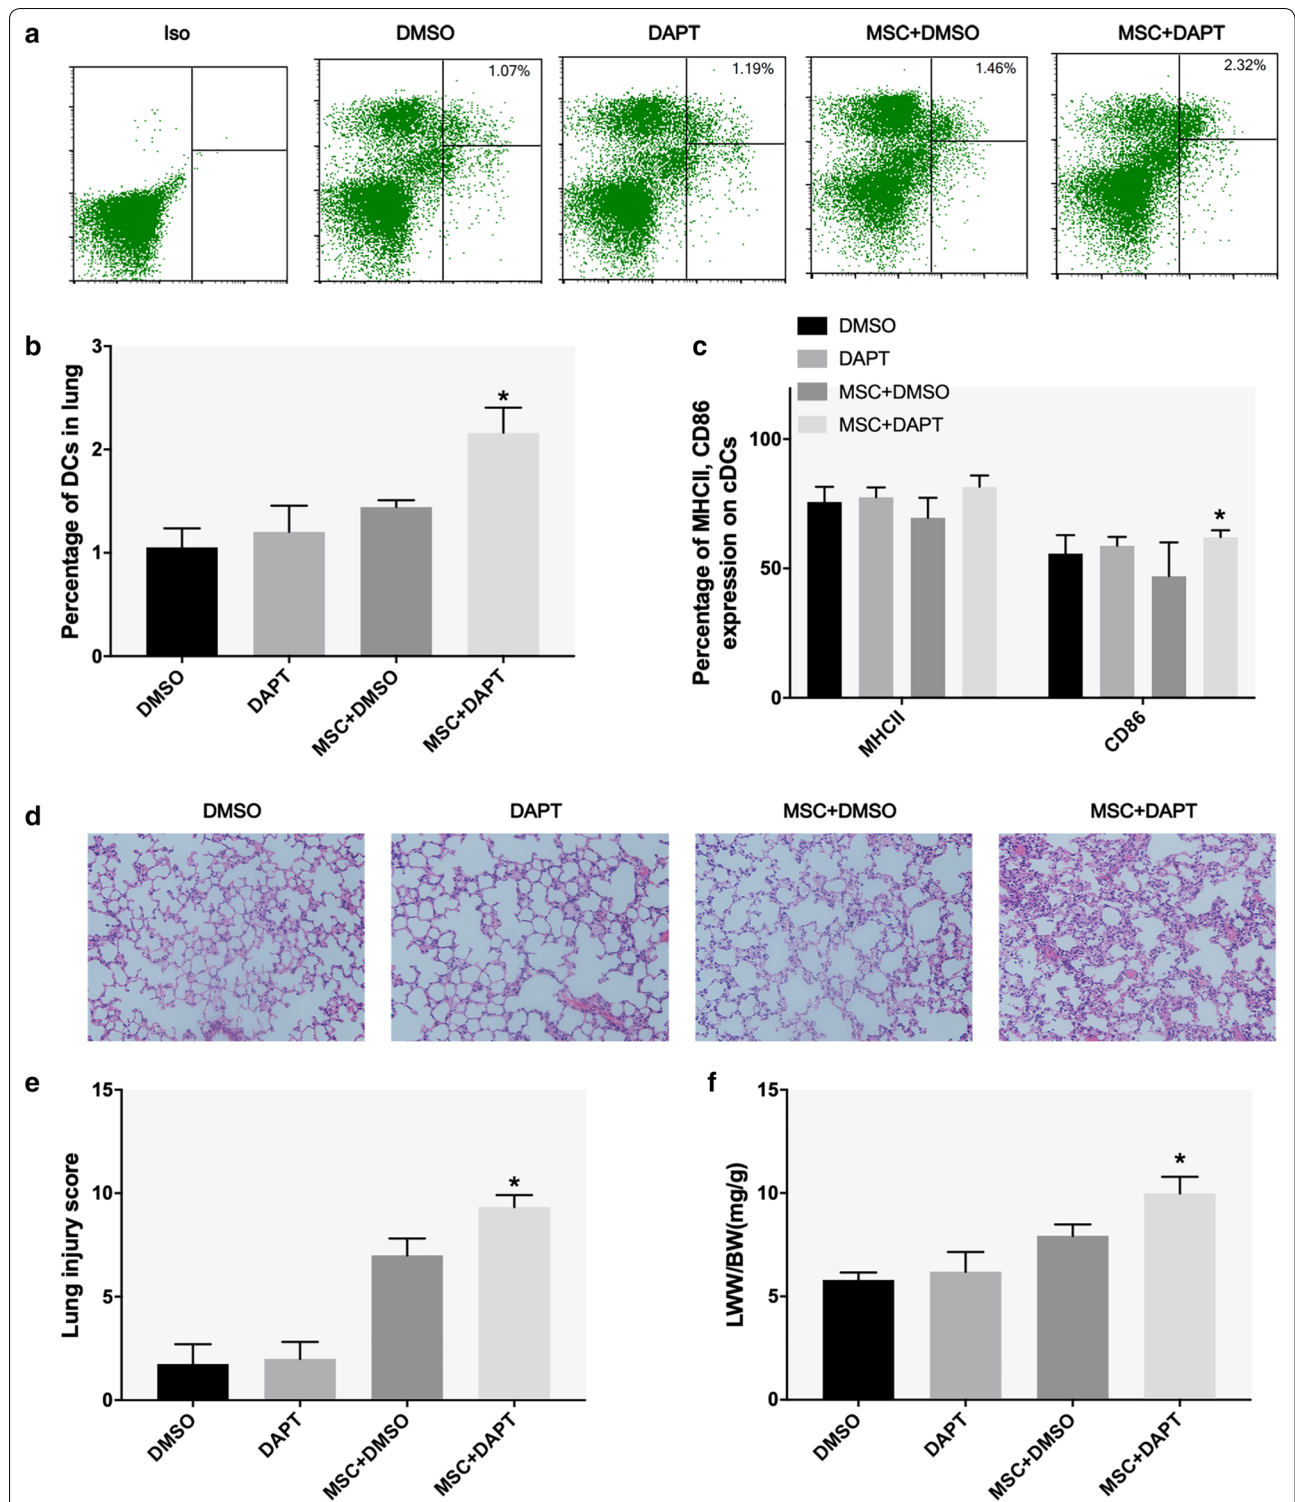 a
Iso
DMSO
DAPT
MSC+DMSO
MSC+DAPT
1.07%
1.19%
1.46%
2.32%
b
Percentage of DCs in lung
3
2
1
0
*
DMSO
DAPT
MSC+DMSO
MSC+DAPT
c
DMSO
DAPT
MSC+DMSO
MSC+DAPT
Percentage of MHCII, CD86
expression on cDCs
100
50
0
*
MHCII
CD86
d
DMSO
DAPT
MSC+DMSO
MSC+DAPT
e
Lung injury score
15
10
5
0
*
DMSO
DAPT
MSC+DMSO
MSC+DAPT
f
LWW/BW(mg/g)
15
10
5
0
*
DMSO
DAPT
MSC+DMSO
MSC+DAPT